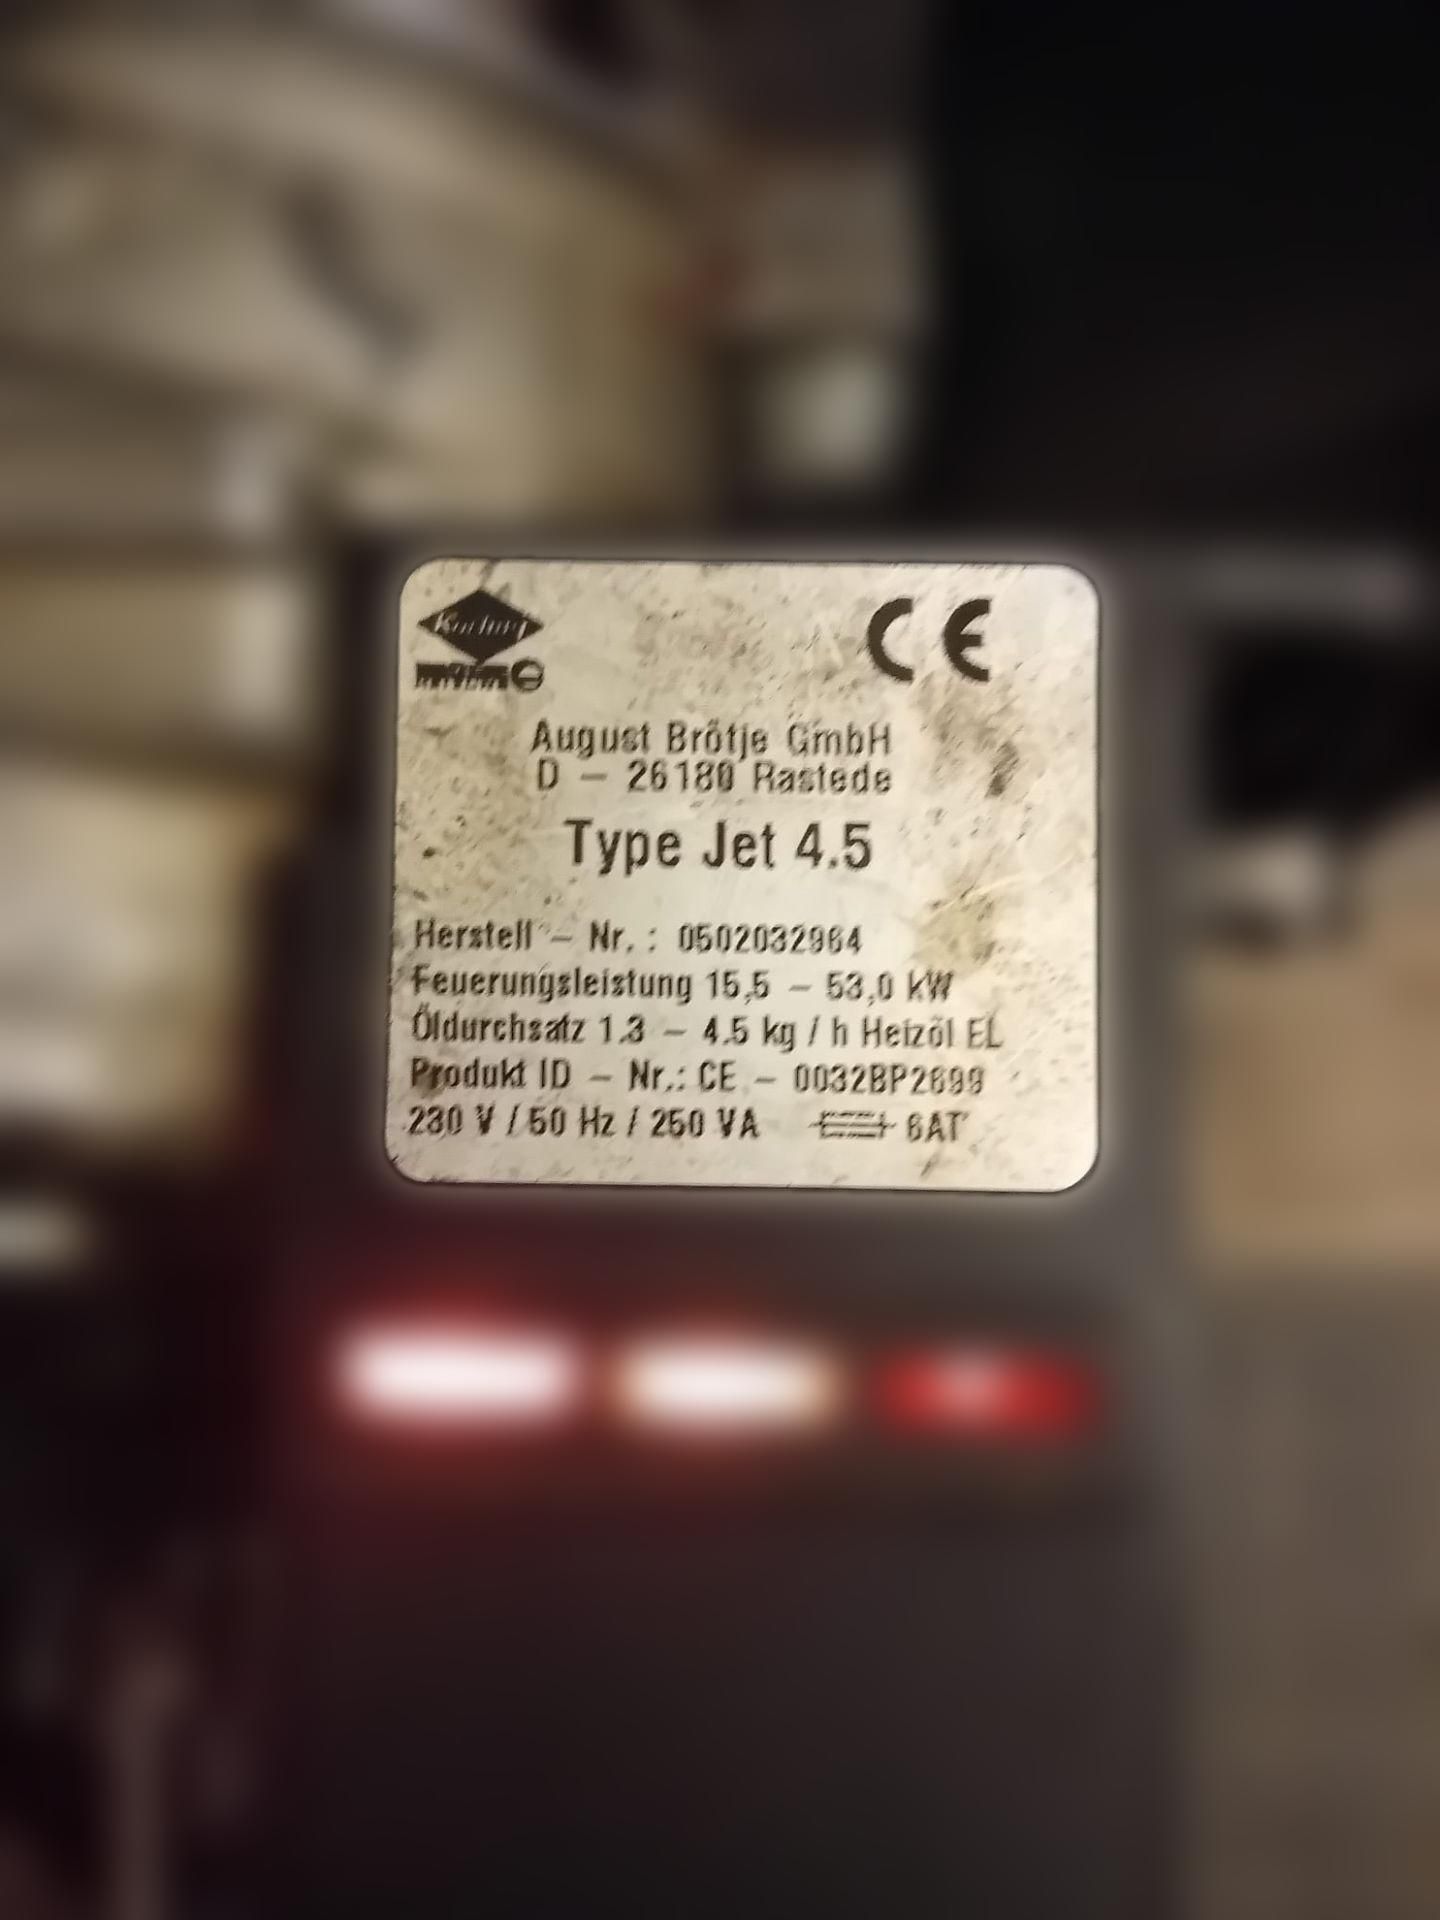 CE
August Brötje GmbH
D - 26180 Rastede
Type Jet 4.5
Herstell - Nr. : 0502032964
Feuerungsleistung 15,5 - 53,0 kW
Öldurchsatz 1.3 - 4.5 kg / h Heizöl EL
Produkt ID - Nr.: CE - 0032BP2699
230 V / 50 Hz / 250 VA 6AT